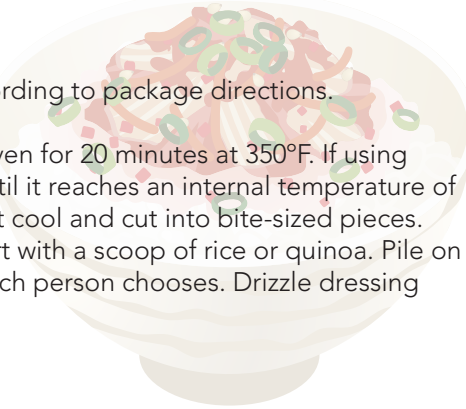 ording to package directions.
ven for 20 minutes at 350°F. If using
til it reaches an internal temperature of
t cool and cut into bite-sized pieces.
rt with a scoop of rice or quinoa. Pile on
ch person chooses. Drizzle dressing